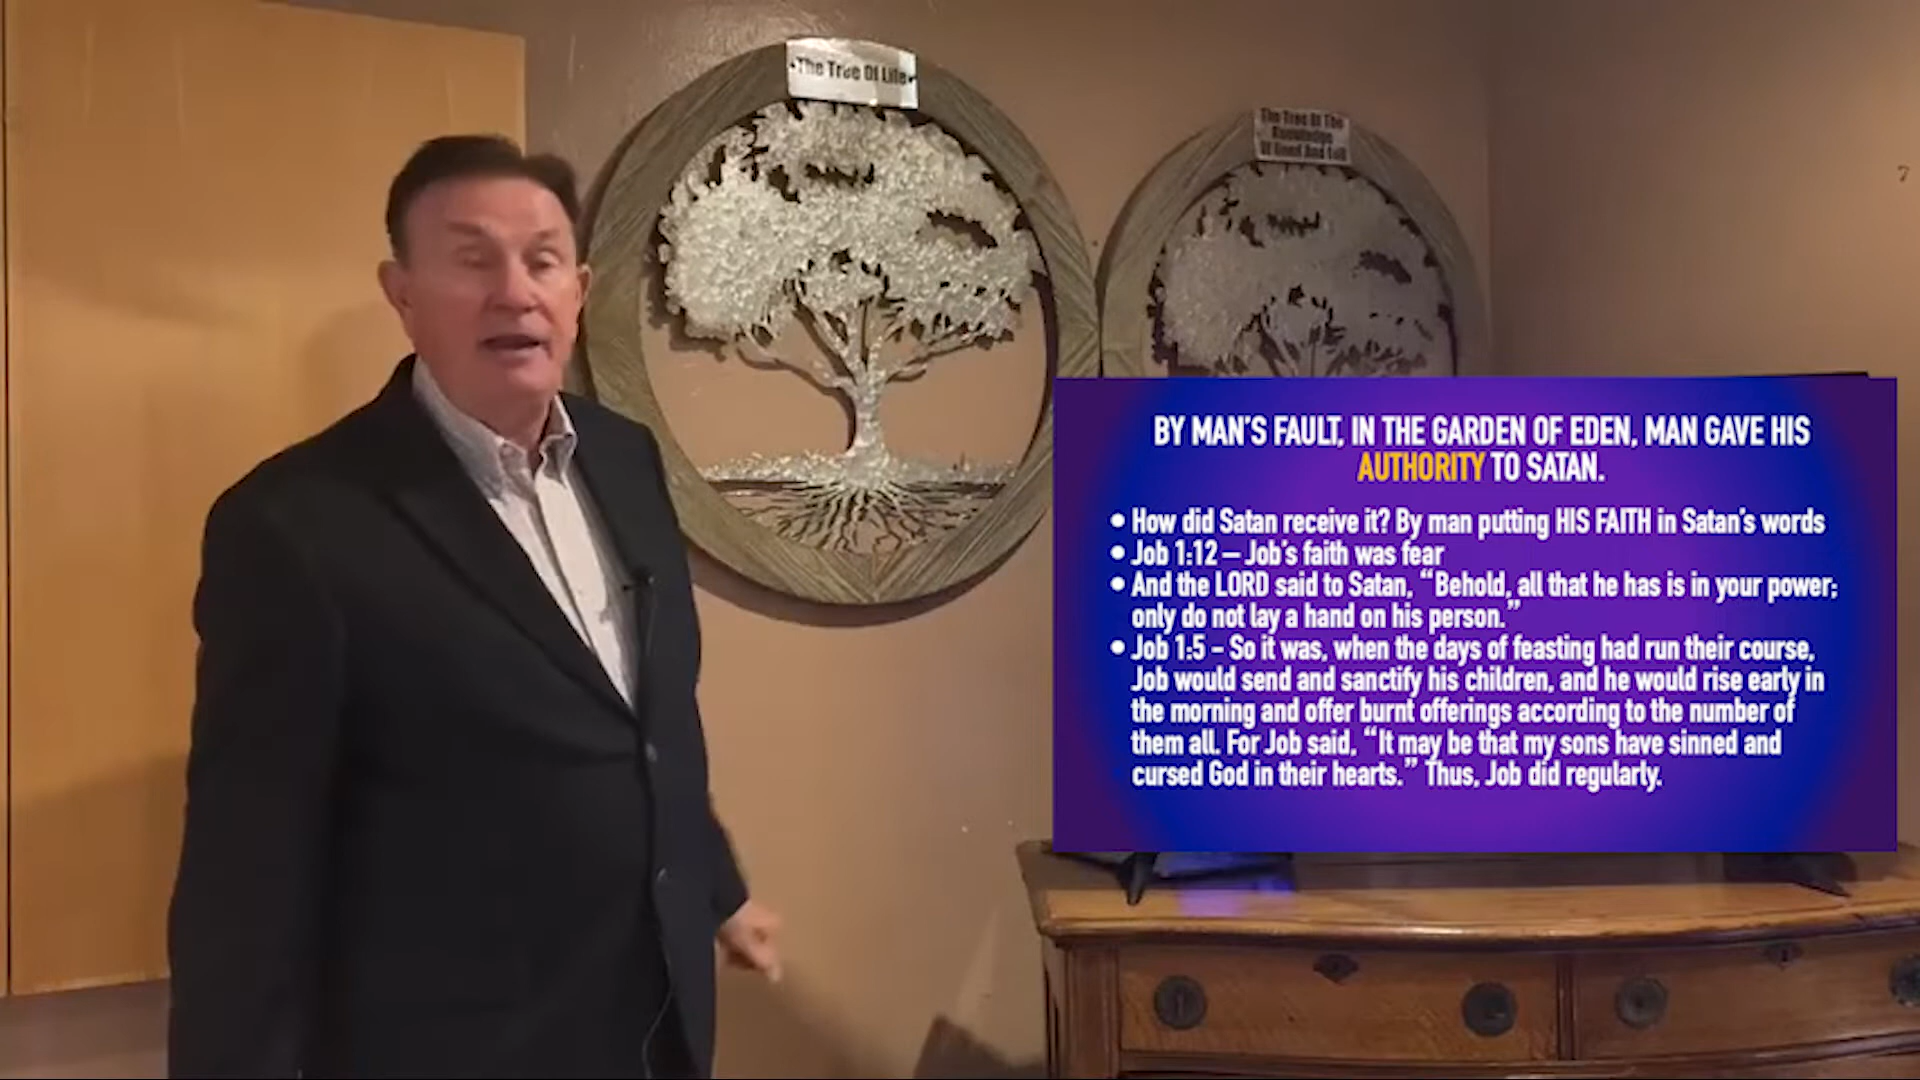 The Tree Of Life
The Tree Of The
Knowledge
Of Good And Evil
7
BY MAN'S FAULT, IN THE GARDEN OF EDEN, MAN GAVE HIS
AUTHORITY TO SATAN.
• How did Satan receive it? By man putting HIS FAITH in Satan's words
• Job 1:12 – Job's faith was fear
• And the LORD said to Satan, “Behold, all that he has is in your power;
only do not lay a hand on his person.”
• Job 1:5 - So it was, when the days of feasting had run their course,
Job would send and sanctify his children, and he would rise early in
the morning and offer burnt offerings according to the number of
them all. For Job said, “It may be that my sons have sinned and
cursed God in their hearts.” Thus, Job did regularly.